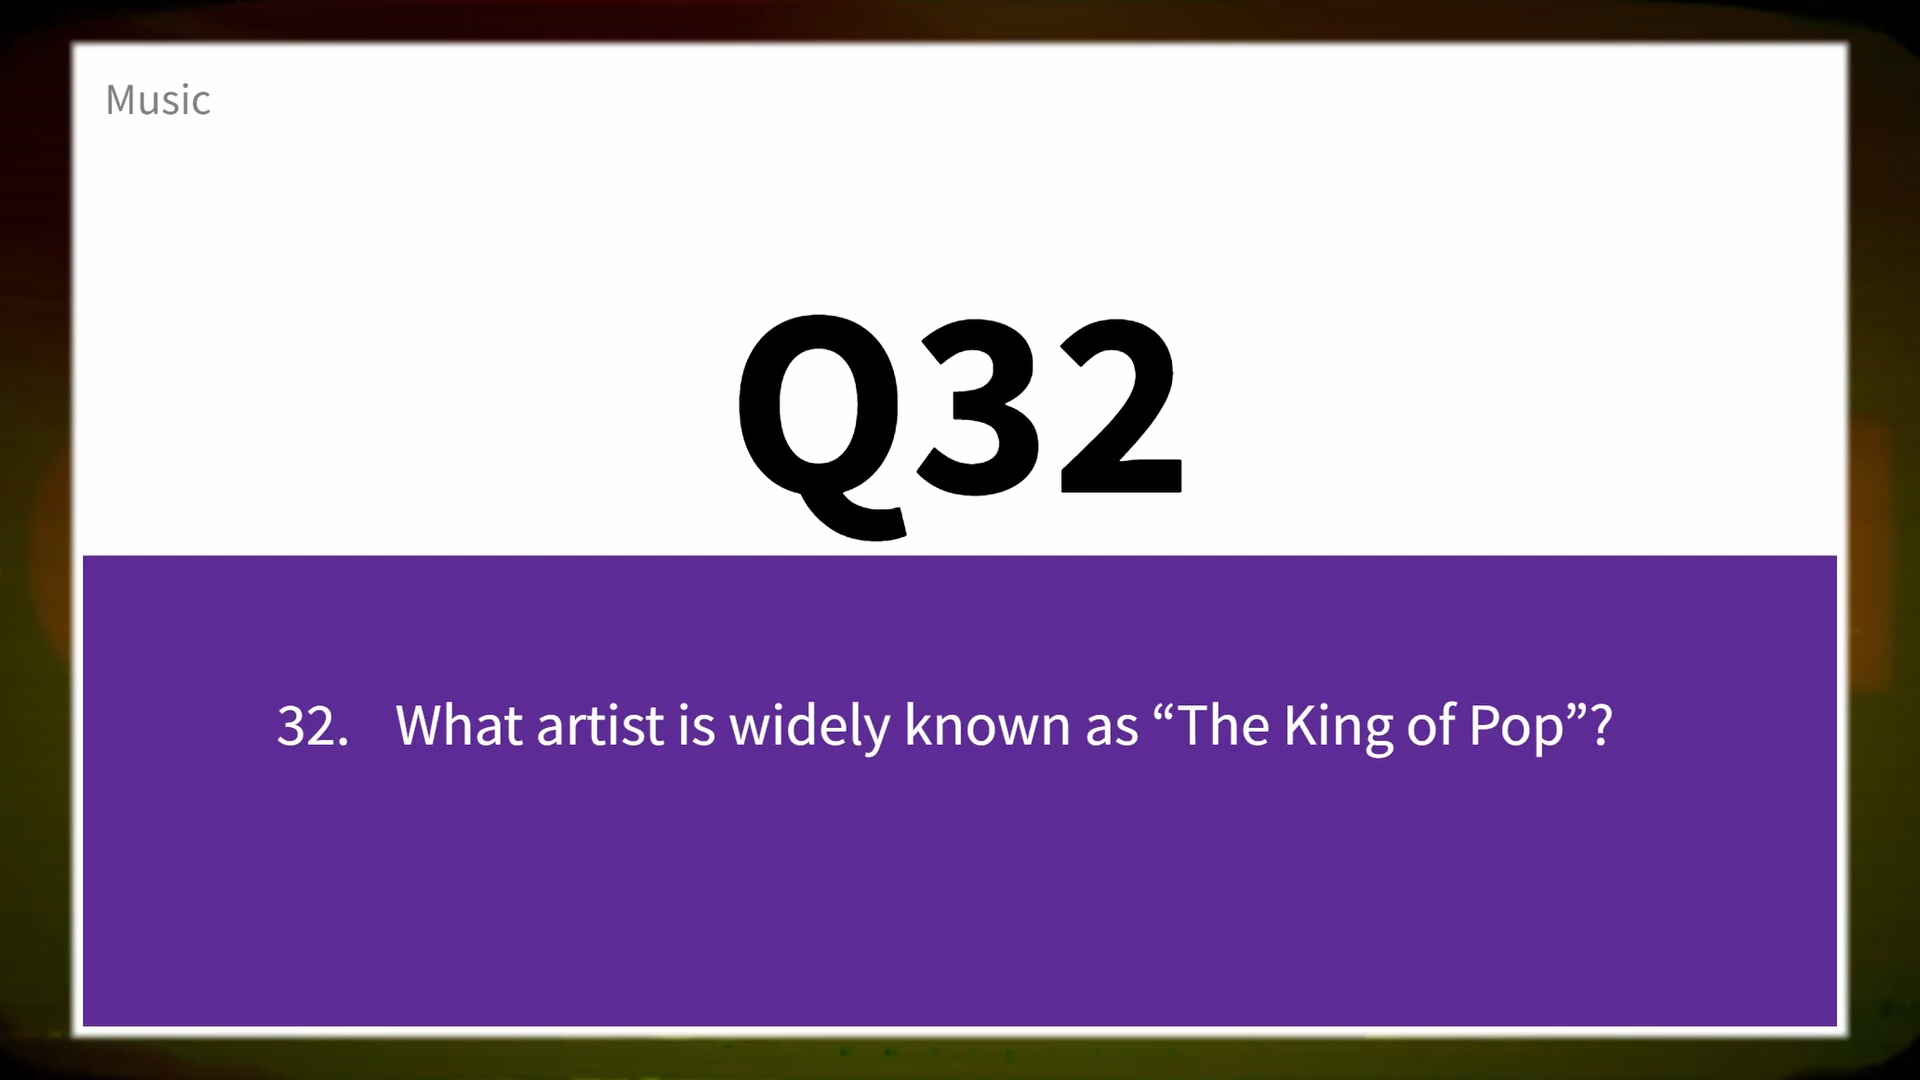 Music
Q32
32. What artist is widely known as “The King of Pop”?